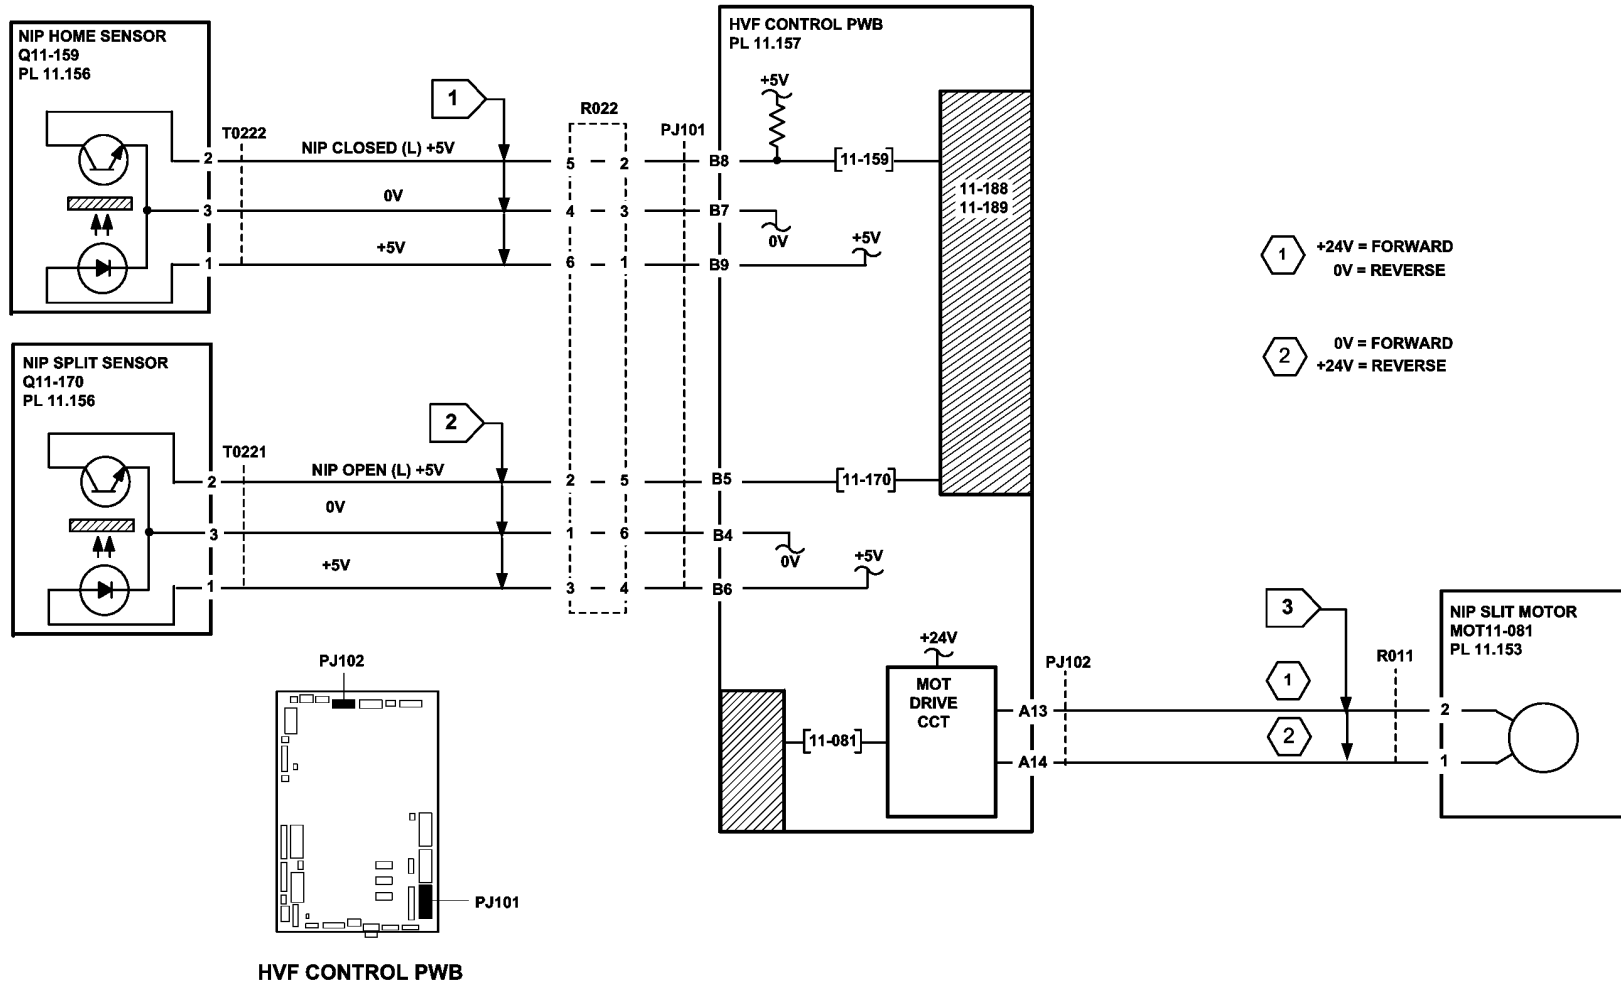 NIP HOME SENSOR
Q11-159
PL 11.156
T0222
2
3
1
NIP CLOSED (L) +5V
0V
+5V
1
R022
5 – 2
4 – 3
6 – 1
PJ101
B8
B7
B9
HVF CONTROL PWB
PL 11.157
+5V
[11-159]
0V
+5V
11-188
11-189
1
+24V = FORWARD
0V = REVERSE
2
0V = FORWARD
+24V = REVERSE
NIP SPLIT SENSOR
Q11-170
PL 11.156
T0221
2
3
1
NIP OPEN (L) +5V
0V
+5V
2
2 – 5
1 – 6
3 – 4
B5
B4
B6
[11-170]
0V
+5V
+24V
MOT
DRIVE
CCT
[11-081]
A13
A14
PJ102
1
2
3
R011
2
1
NIP SLIT MOTOR
MOT11-081
PL 11.153
PJ102
PJ101
HVF CONTROL PWB